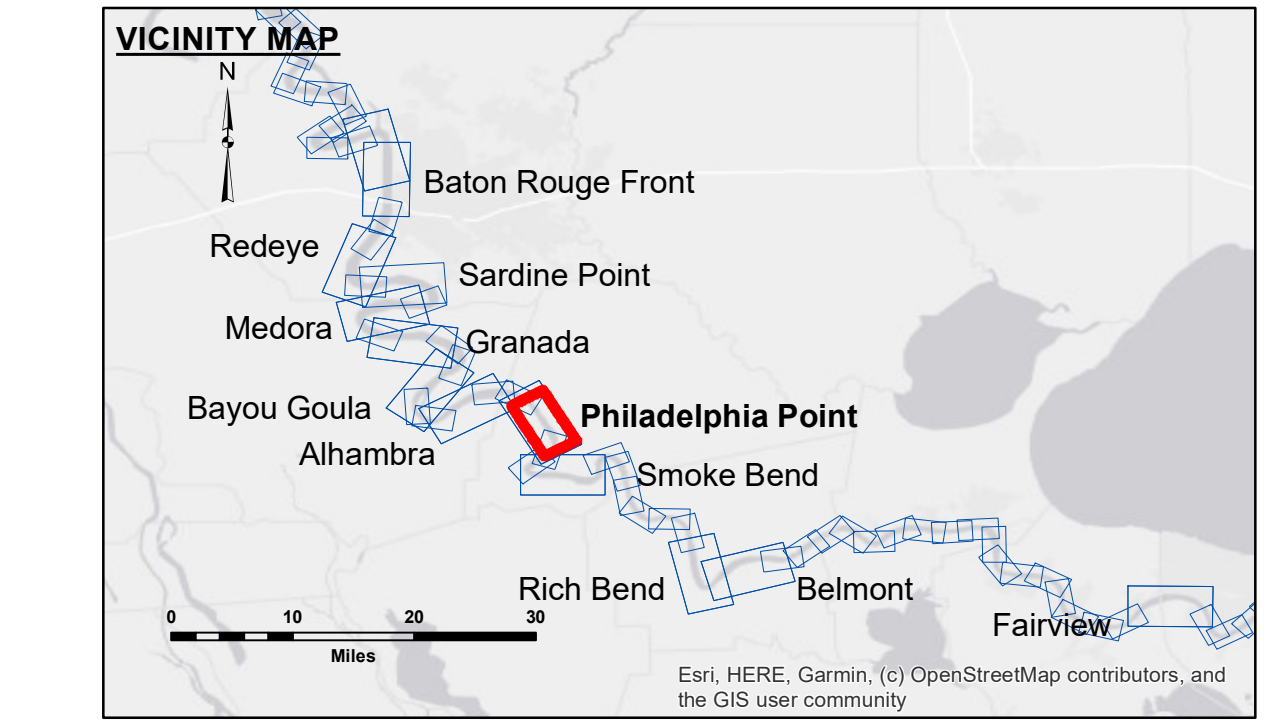 VICINITY MAP
N
Baton Rouge Front
Redeye
Sardine Point
Medora
Granada
Bayou Goula
Philadelphia Point
Alhambra
Smoke Bend
Rich Bend
Belmont
Fairview
0 10 20 30
Miles
Esri, HERE, Garmin, (c) OpenStreetMap contributors, and
the GIS user community